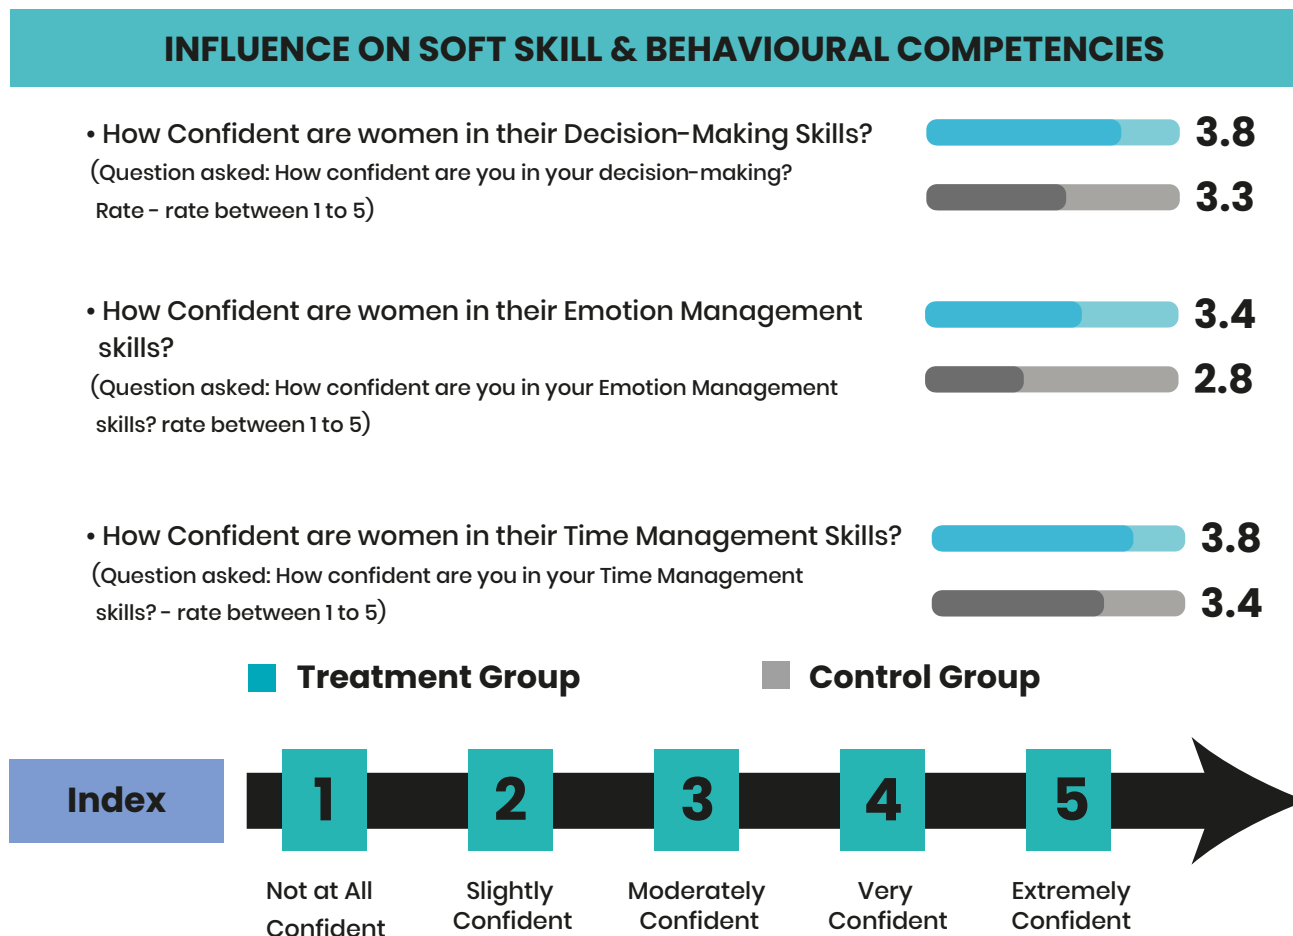 INFLUENCE ON SOFT SKILL & BEHAVIOURAL COMPETENCIES
• How Confident are women in their Decision-Making Skills?
(Question asked: How confident are you in your decision-making?
Rate - rate between 1 to 5)
3.8
3.3
• How Confident are women in their Emotion Management
skills?
(Question asked: How confident are you in your Emotion Management
skills? rate between 1 to 5)
3.4
2.8
• How Confident are women in their Time Management Skills?
(Question asked: How confident are you in your Time Management
skills? - rate between 1 to 5)
3.8
3.4
Treatment Group
Control Group
Index
1
2
3
4
5
Not at All
Confident
Slightly
Confident
Moderately
Confident
Very
Confident
Extremely
Confident